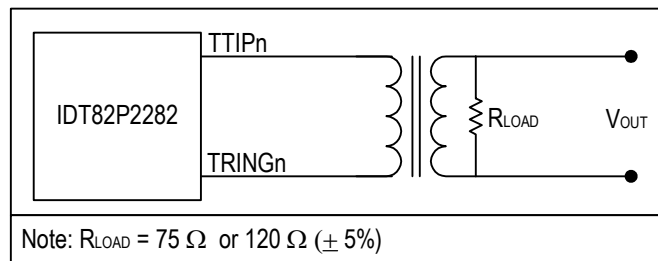 TTIPn
IDT82P2282
RLOAD
VOUT
TRINGn
Note: RLOAD = 75 Ω or 120 Ω (± 5%)